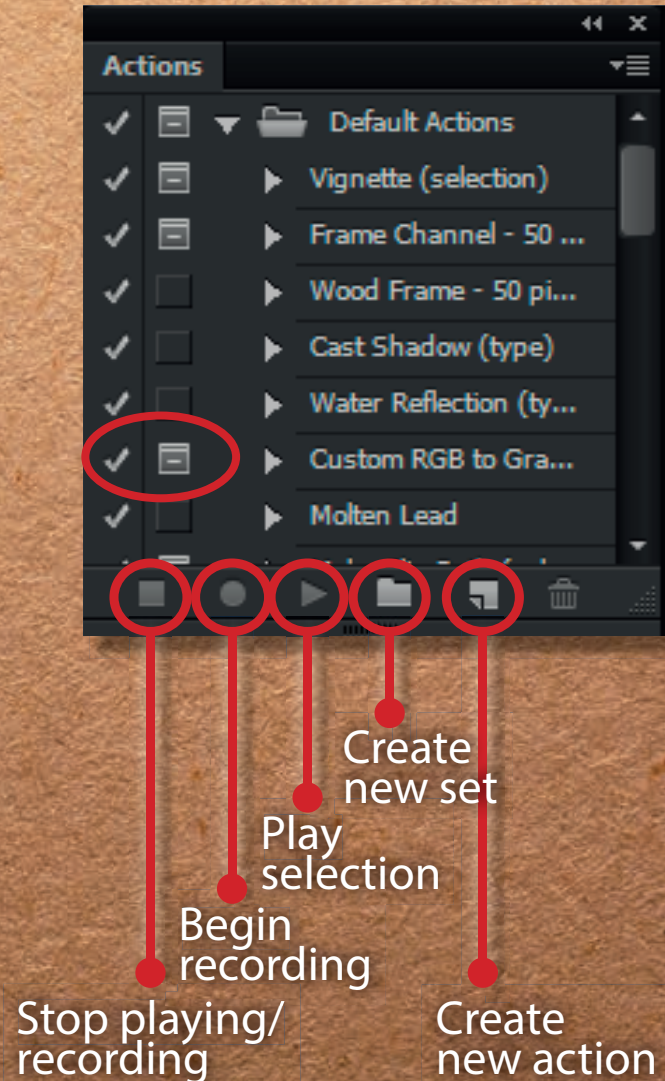 Actions
Default Actions
Vignette (selection)
Frame Channel - 50 ...
Wood Frame - 50 pi...
Cast Shadow (type)
Water Reflection (ty...
Custom RGB to Gra...
Molten Lead
Create
new set
Play
selection
Begin
recording
Stop playing/
recording
Create
new action